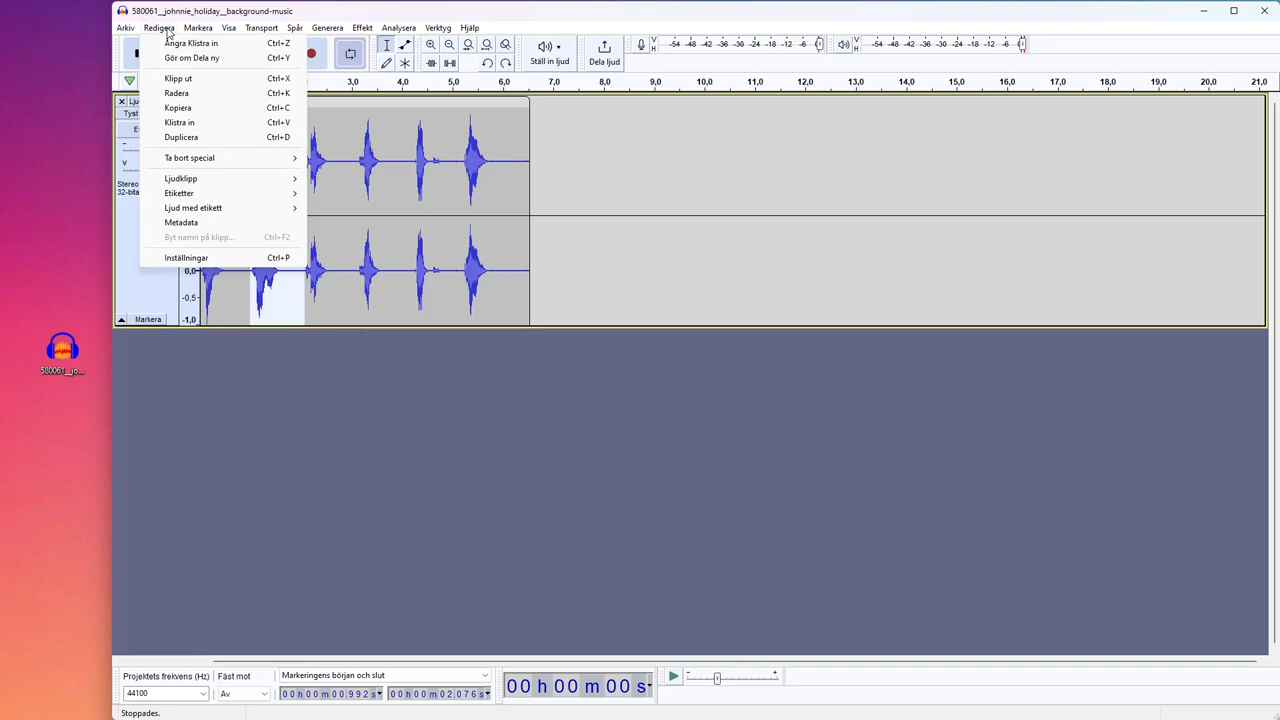 580061__johnnie_holiday__background-music
Arkiv Redigera Markera Visa Transport Spår Generera Effekt Analysera Verktyg Hjälp
Ångra Klistra in Ctrl+Z
Gör om Dela ny Ctrl+Y
Klipp ut Ctrl+X
Radera Ctrl+K
Kopiera Ctrl+C
Klistra in Ctrl+V
Duplicera Ctrl+D
Ta bort special
Ljudklipp
Etiketter
Ljud med etikett
Metadata
Byt namn på klipp... Ctrl+F2
Inställningar Ctrl+P
Ställ in ljud
Dela ljud
V
H
-54 -48 -42 -36 -30 -24 -18 -12 -6
V
H
-54 -48 -42 -36 -30 -24 -18 -12 -6
3,0 4,0 5,0 6,0 7,0 8,0 9,0 10,0 11,0 12,0 13,0 14,0 15,0 16,0 17,0 18,0 19,0 20,0 21,0
Lju
Tyst
E
V
Stereo
32-bita
0,0
-0,5
-1,0
Markera
580061__jo...
Projektets frekvens (Hz)
44100
Fäst mot
Av
Markeringens början och slut
00 h 00 m 00,992 s
00 h 00 m 02,076 s
00 h 00 m 00 s
Stoppades.